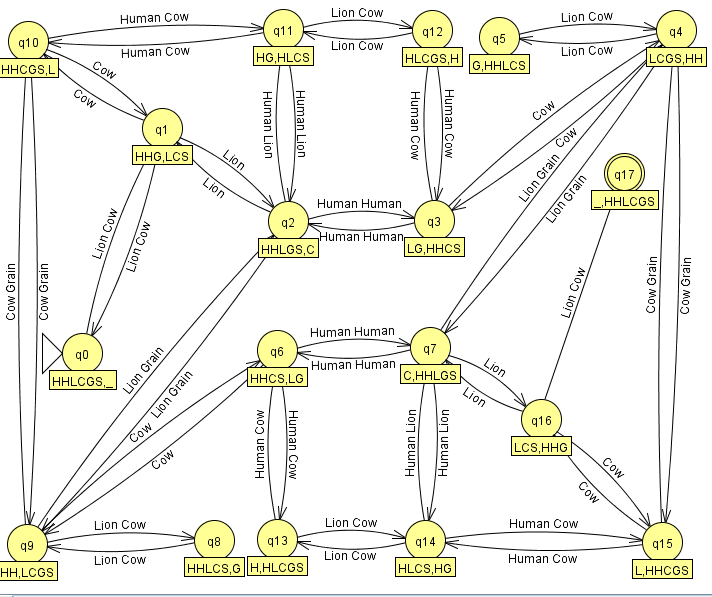 q10
HHCGS,L
Human Cow
Human Cow
q11
HG,HLCS
Lion Cow
Lion Cow
q12
HLCGS,H
q5
G,HHLCS
Lion Cow
Lion Cow
q4
LCGS,HH
Cow
Cow
q1
HHG,LCS
Human Lion
Human Lion
Human Cow
Human Cow
Cow
Cow
Lion
Lion
q17
_,HHLCGS
Lion Grain
Lion Grain
q2
HHLGS,C
Human Human
Human Human
q3
LG,HHCS
Lion Cow
Lion Cow
Cow Grain
Cow Grain
Lion Cow
Cow Grain
Cow Grain
q0
HHLCGS,_
Lion Grain
Lion Grain
q6
HHCS,LG
Human Human
Human Human
q7
C,HHLGS
Lion
Lion
q16
LCS,HHG
Cow
Cow
Human Cow
Human Cow
Human Lion
Human Lion
Cow
Cow
q9
HH,LCGS
Lion Cow
Lion Cow
q8
HHLCS,G
q13
H,HLCGS
Lion Cow
Lion Cow
q14
HLCS,HG
Human Cow
Human Cow
q15
L,HHCGS